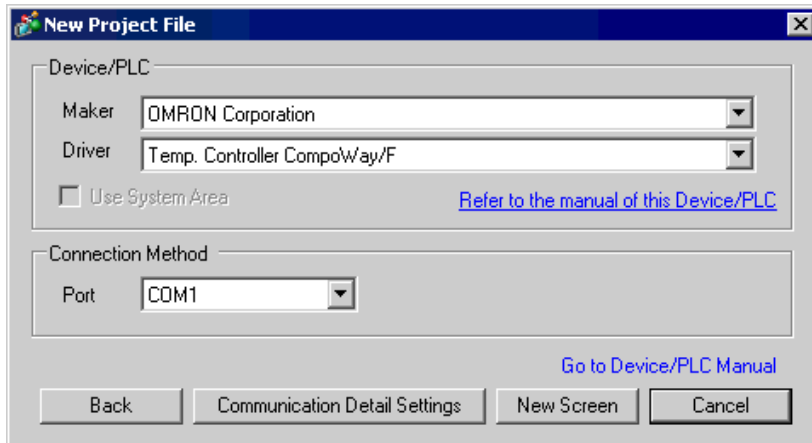 New Project File
Device/PLC
Maker OMRON Corporation
Driver Temp. Controller CompoWay/F
Use System Area Refer to the manual of this Device/PLC
Connection Method
Port COM1
Go to Device/PLC Manual
Back Communication Detail Settings New Screen Cancel